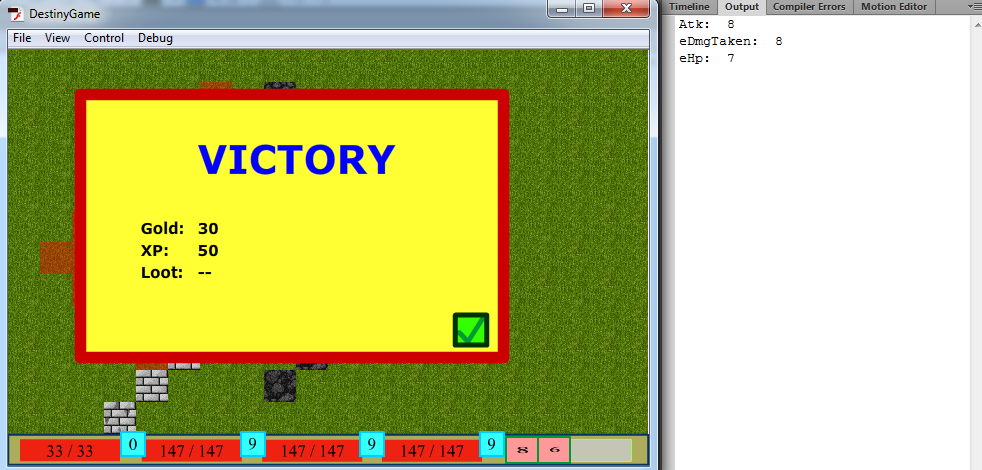 DestinyGame
File View Control Debug
VICTORY
Gold: 30
XP: 50
Loot: --
33 / 33 0 147 / 147 9 147 / 147 9 147 / 147 9 8 6
Timeline Output Compiler Errors Motion Editor
Atk: 8
eDmgTaken: 8
eHp: 7